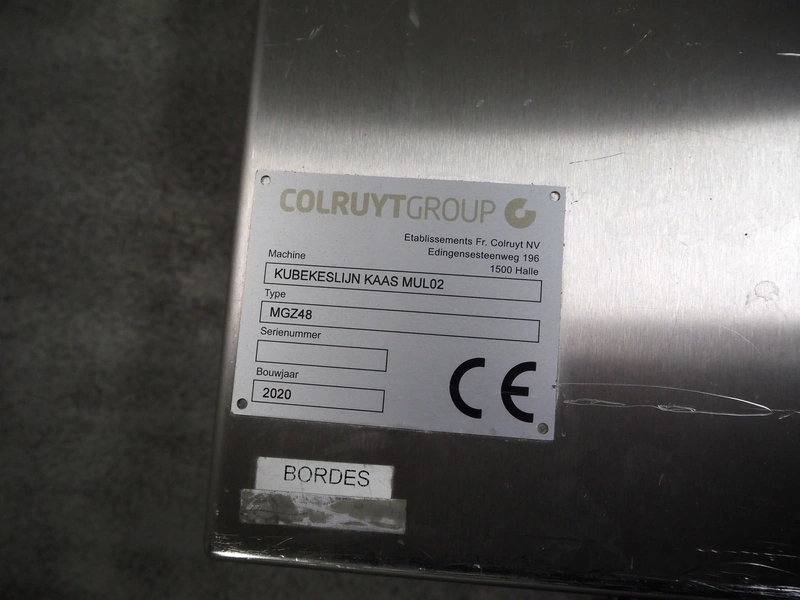 COLRUYTGROUP
Etablissements Fr. Colruyt NV
Edingensesteenweg 196
1500 Halle
Machine
KUBEKESLIJN KAAS MUL02
Type
MGZ48
Serienummer
Bouwjaar
2020
CE
BORDES